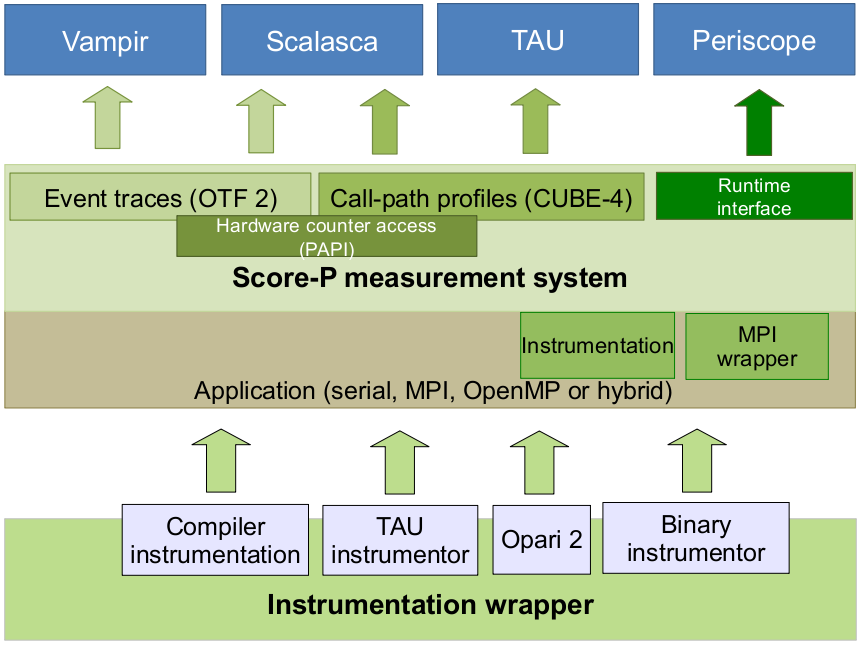 Vampir
Scalasca
TAU
Periscope
Event traces (OTF 2)
Call-path profiles (CUBE-4)
Runtime
interface
Hardware counter access
(PAPI)
Score-P measurement system
Instrumentation
MPI
wrapper
Application (serial, MPI, OpenMP or hybrid)
Compiler
instrumentation
TAU
instrumentor
Opari 2
Binary
instrumentor
Instrumentation wrapper